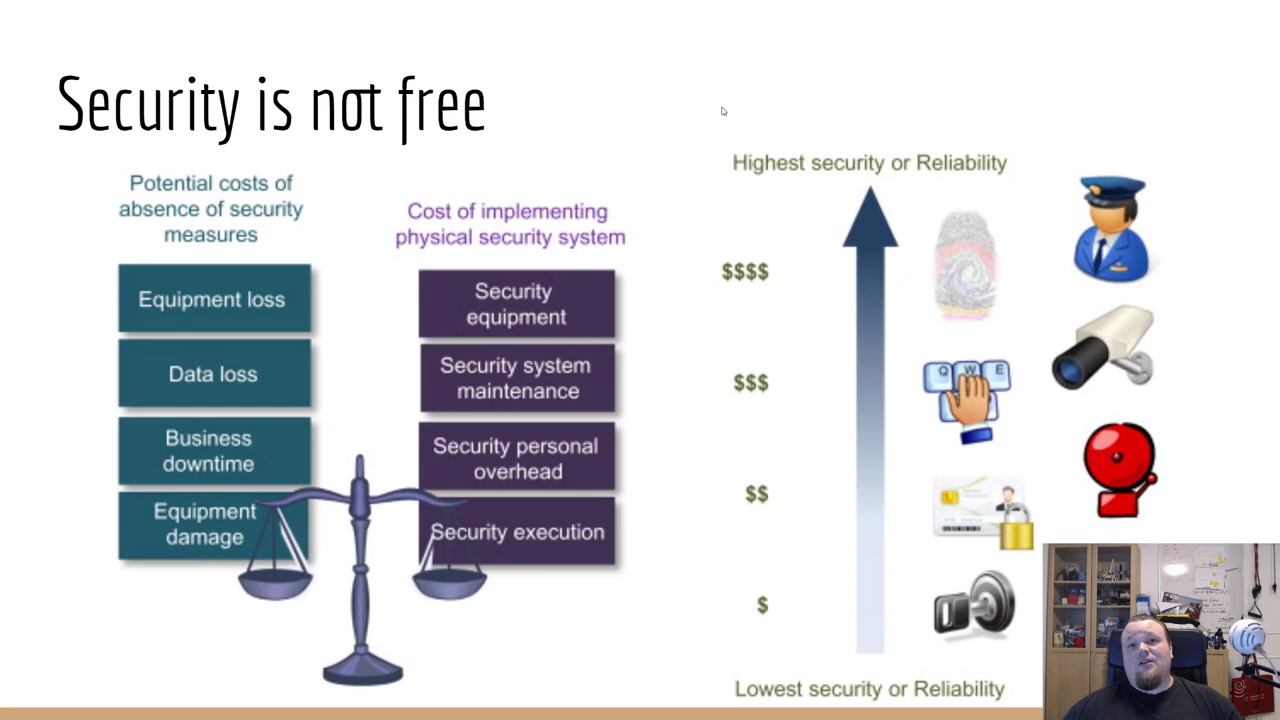 Security is not free
Potential costs of
absence of security
measures
Equipment loss
Data loss
Business
downtime
Equipment
damage
Cost of implementing
physical security system
Security
equipment
Security system
maintenance
Security personal
overhead
Security execution
Highest security or Reliability
$$$$
$$$
$$
$
Q W E
Lowest security or Reliability